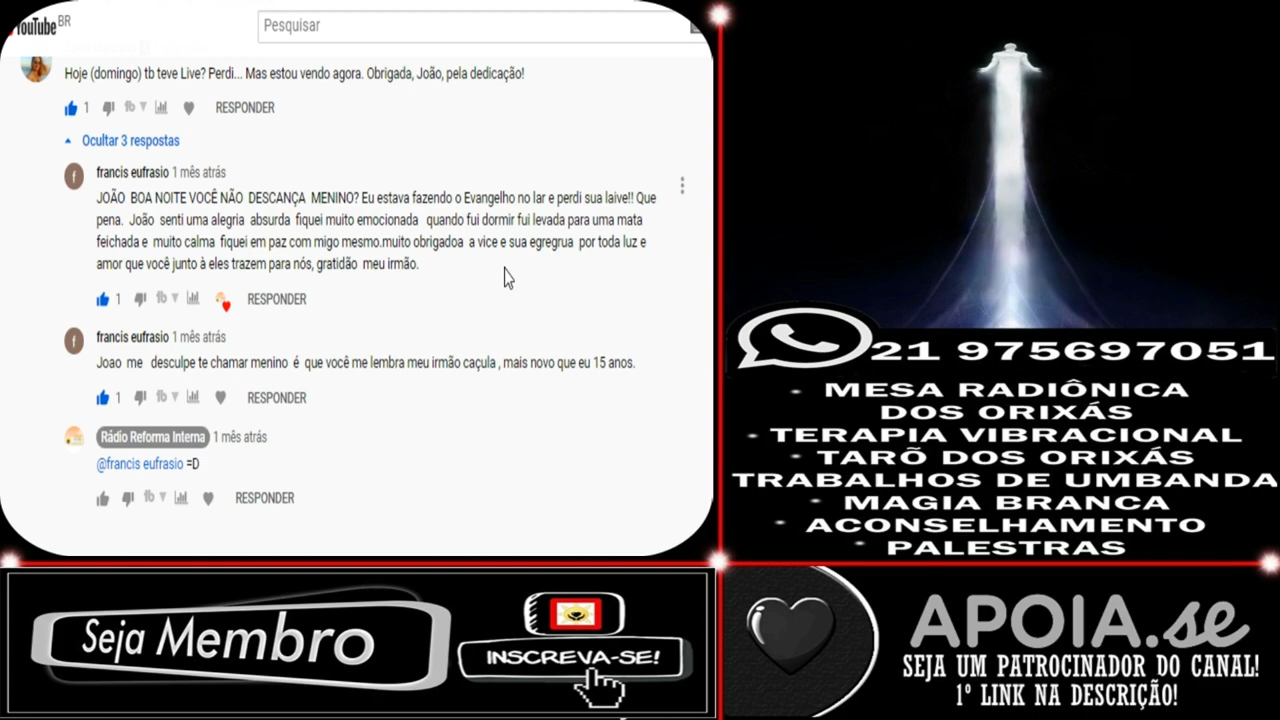 YouTube BR
Pesquisar
Hoje (domingo) tb teve Live? Perdi... Mas estou vendo agora. Obrigada, João, pela dedicação!
1 fb RESPONDER
Ocultar 3 respostas
f francis eufrasio 1 mês atrás
JOÃO BOA NOITE VOCÊ NÃO DESCANÇA MENINO? Eu estava fazendo o Evangelho no lar e perdi sua laive!! Que
pena. João senti uma alegria absurda fiquei muito emocionada quando fui dormir fui levada para uma mata
feichada e muito calma fiquei em paz com migo mesmo.muito obrigadoa a vice e sua egregrua por toda luz e
amor que você junto à eles trazem para nós, gratidão meu irmão.
1 fb RESPONDER
f francis eufrasio 1 mês atrás
Joao me desculpe te chamar menino é que você me lembra meu irmão caçula , mais novo que eu 15 anos.
1 fb RESPONDER
Rádio Reforma Interna 1 mês atrás
@francis eufrasio =D
fb RESPONDER
21 975697051
• MESA RADIÔNICA
DOS ORIXÁS
• TERAPIA VIBRACIONAL
• TARÕ DOS ORIXÁS
TRABALHOS DE UMBANDA
• MAGIA BRANCA
• ACONSELHAMENTO
• PALESTRAS
Seja Membro
INSCREVA-SE!
APOIA.se
SEJA UM PATROCINADOR DO CANAL!
1º LINK NA DESCRIÇÃO!